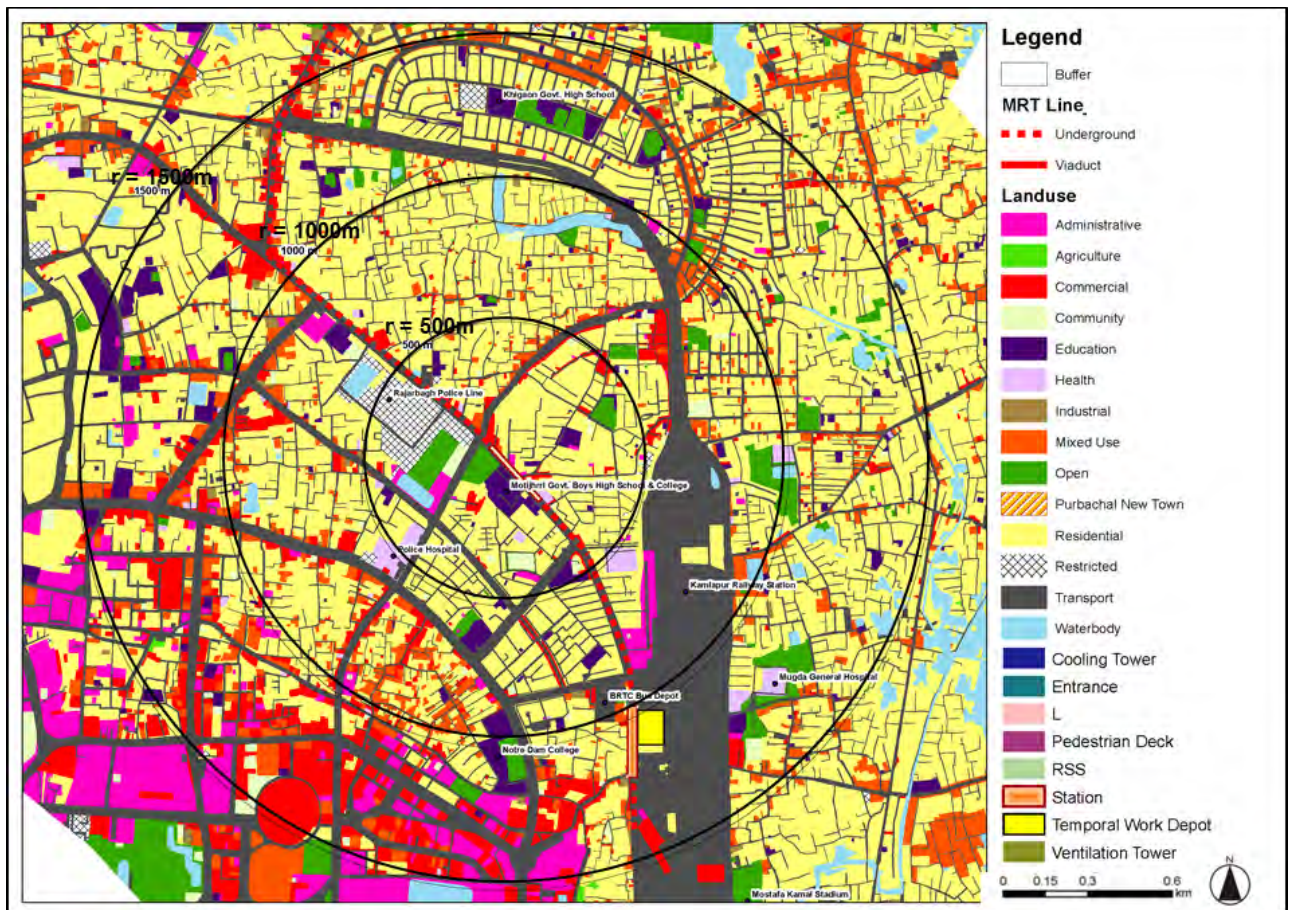 Khigaon Govt. High School
r = 1500m
1500 m
r = 1000m
1000 m
r = 500m
500 m
Rajarbagh Police Line
Motijhrrl Govt. Boys High School & College
Police Hospital
Kamlapur Railway Station
Mugda General Hospital
BRTC Bus Depot
Notre Dam College
Mostafa Kamal Stadium
Legend
Buffer
MRT Line
Underground
Viaduct
Landuse
Administrative
Agriculture
Commercial
Community
Education
Health
Industrial
Mixed Use
Open
Purbachal New Town
Residential
Restricted
Transport
Waterbody
Cooling Tower
Entrance
L
Pedestrian Deck
RSS
Station
Temporal Work Depot
Ventilation Tower
N
0 0.15 0.3 0.6
km